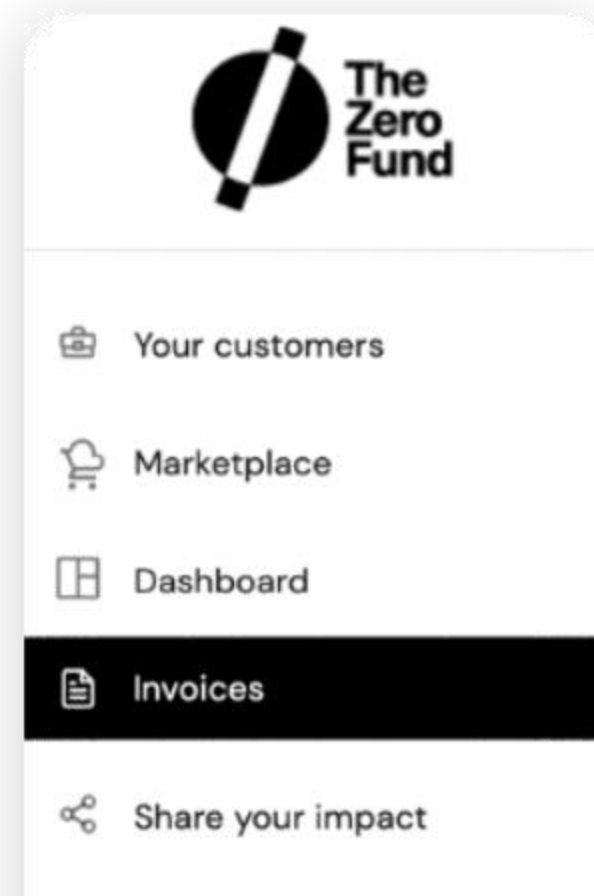 The
Zero
Fund
Your customers
Marketplace
Dashboard
Invoices
Share your impact